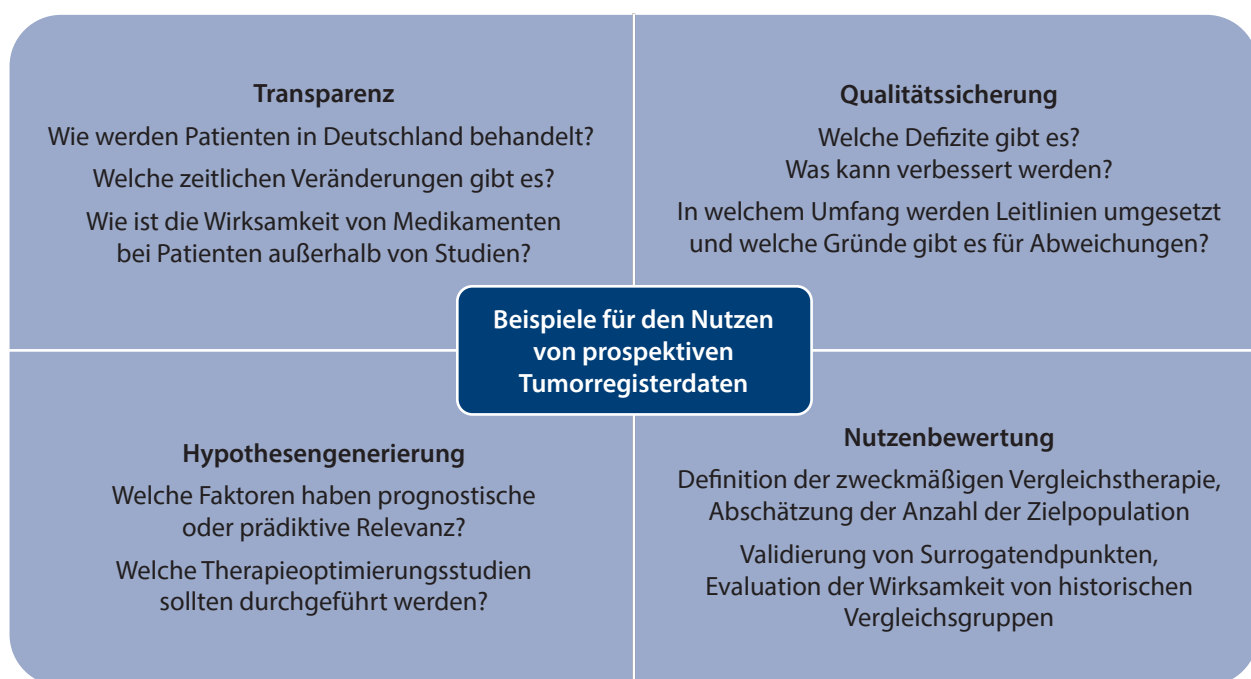 Transparenz
Wie werden Patienten in Deutschland behandelt?
Welche zeitlichen Veränderungen gibt es?
Wie ist die Wirksamkeit von Medikamenten
bei Patienten außerhalb von Studien?
Qualitätssicherung
Welche Defizite gibt es?
Was kann verbessert werden?
In welchem Umfang werden Leitlinien umgesetzt
und welche Gründe gibt es für Abweichungen?
Beispiele für den Nutzen
von prospektiven
Tumorregisterdaten
Hypothesengenerierung
Welche Faktoren haben prognostische
oder prädiktive Relevanz?
Welche Therapieoptimierungsstudien
sollten durchgeführt werden?
Nutzenbewertung
Definition der zweckmäßigen Vergleichstherapie,
Abschätzung der Anzahl der Zielpopulation
Validierung von Surrogatendpunkten,
Evaluation der Wirksamkeit von historischen
Vergleichsgruppen